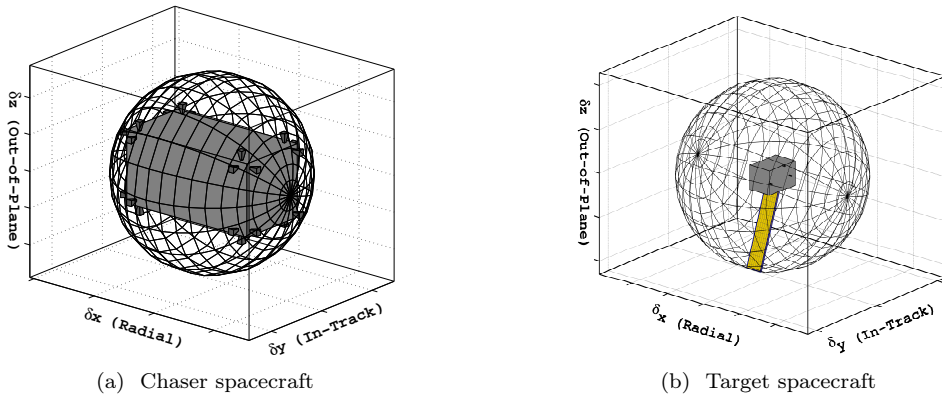 δz (Out-of-Plane)
δx (Radial)
δy (In-Track)
(a) Chaser spacecraft
δz (Out-of-Plane)
δx (Radial)
δy (In-Track)
(b) Target spacecraft